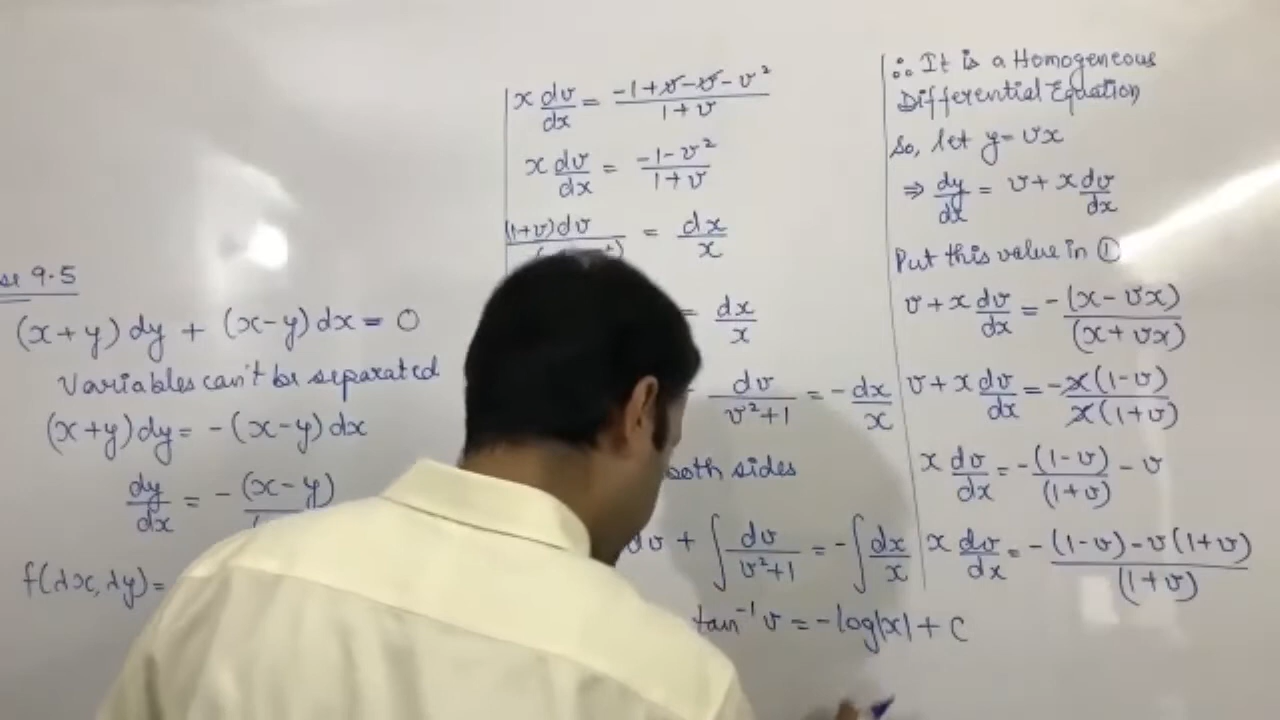 9.5
(x+y) dy + (x-y) dx = 0
Variables can't be separated
(x+y)dy = -(x-y)dx
dy/dx = -(x-y)
f(λx, λy) =
x dv/dx = (-1+v-v-v²)/(1+v)
x dv/dx = (-1-v²)/(1+v)
(1+v)dv = dx/x
= dx/x
dv/(v²+1) = -dx/x
both sides
dv + ∫ dv/(v²+1) = -∫ dx/x
tan⁻¹ v = -log|x| + C
∴ It is a Homogeneous
Differential Equation
So, let y = vx
⇒ dy/dx = v + x dv/dx
Put this value in ①
v + x dv/dx = -(x-vx)/(x+vx)
v + x dv/dx = -x(1-v)/x(1+v)
x dv/dx = -(1-v)/(1+v) - v
x dv/dx = (-(1-v)-v(1+v))/(1+v)